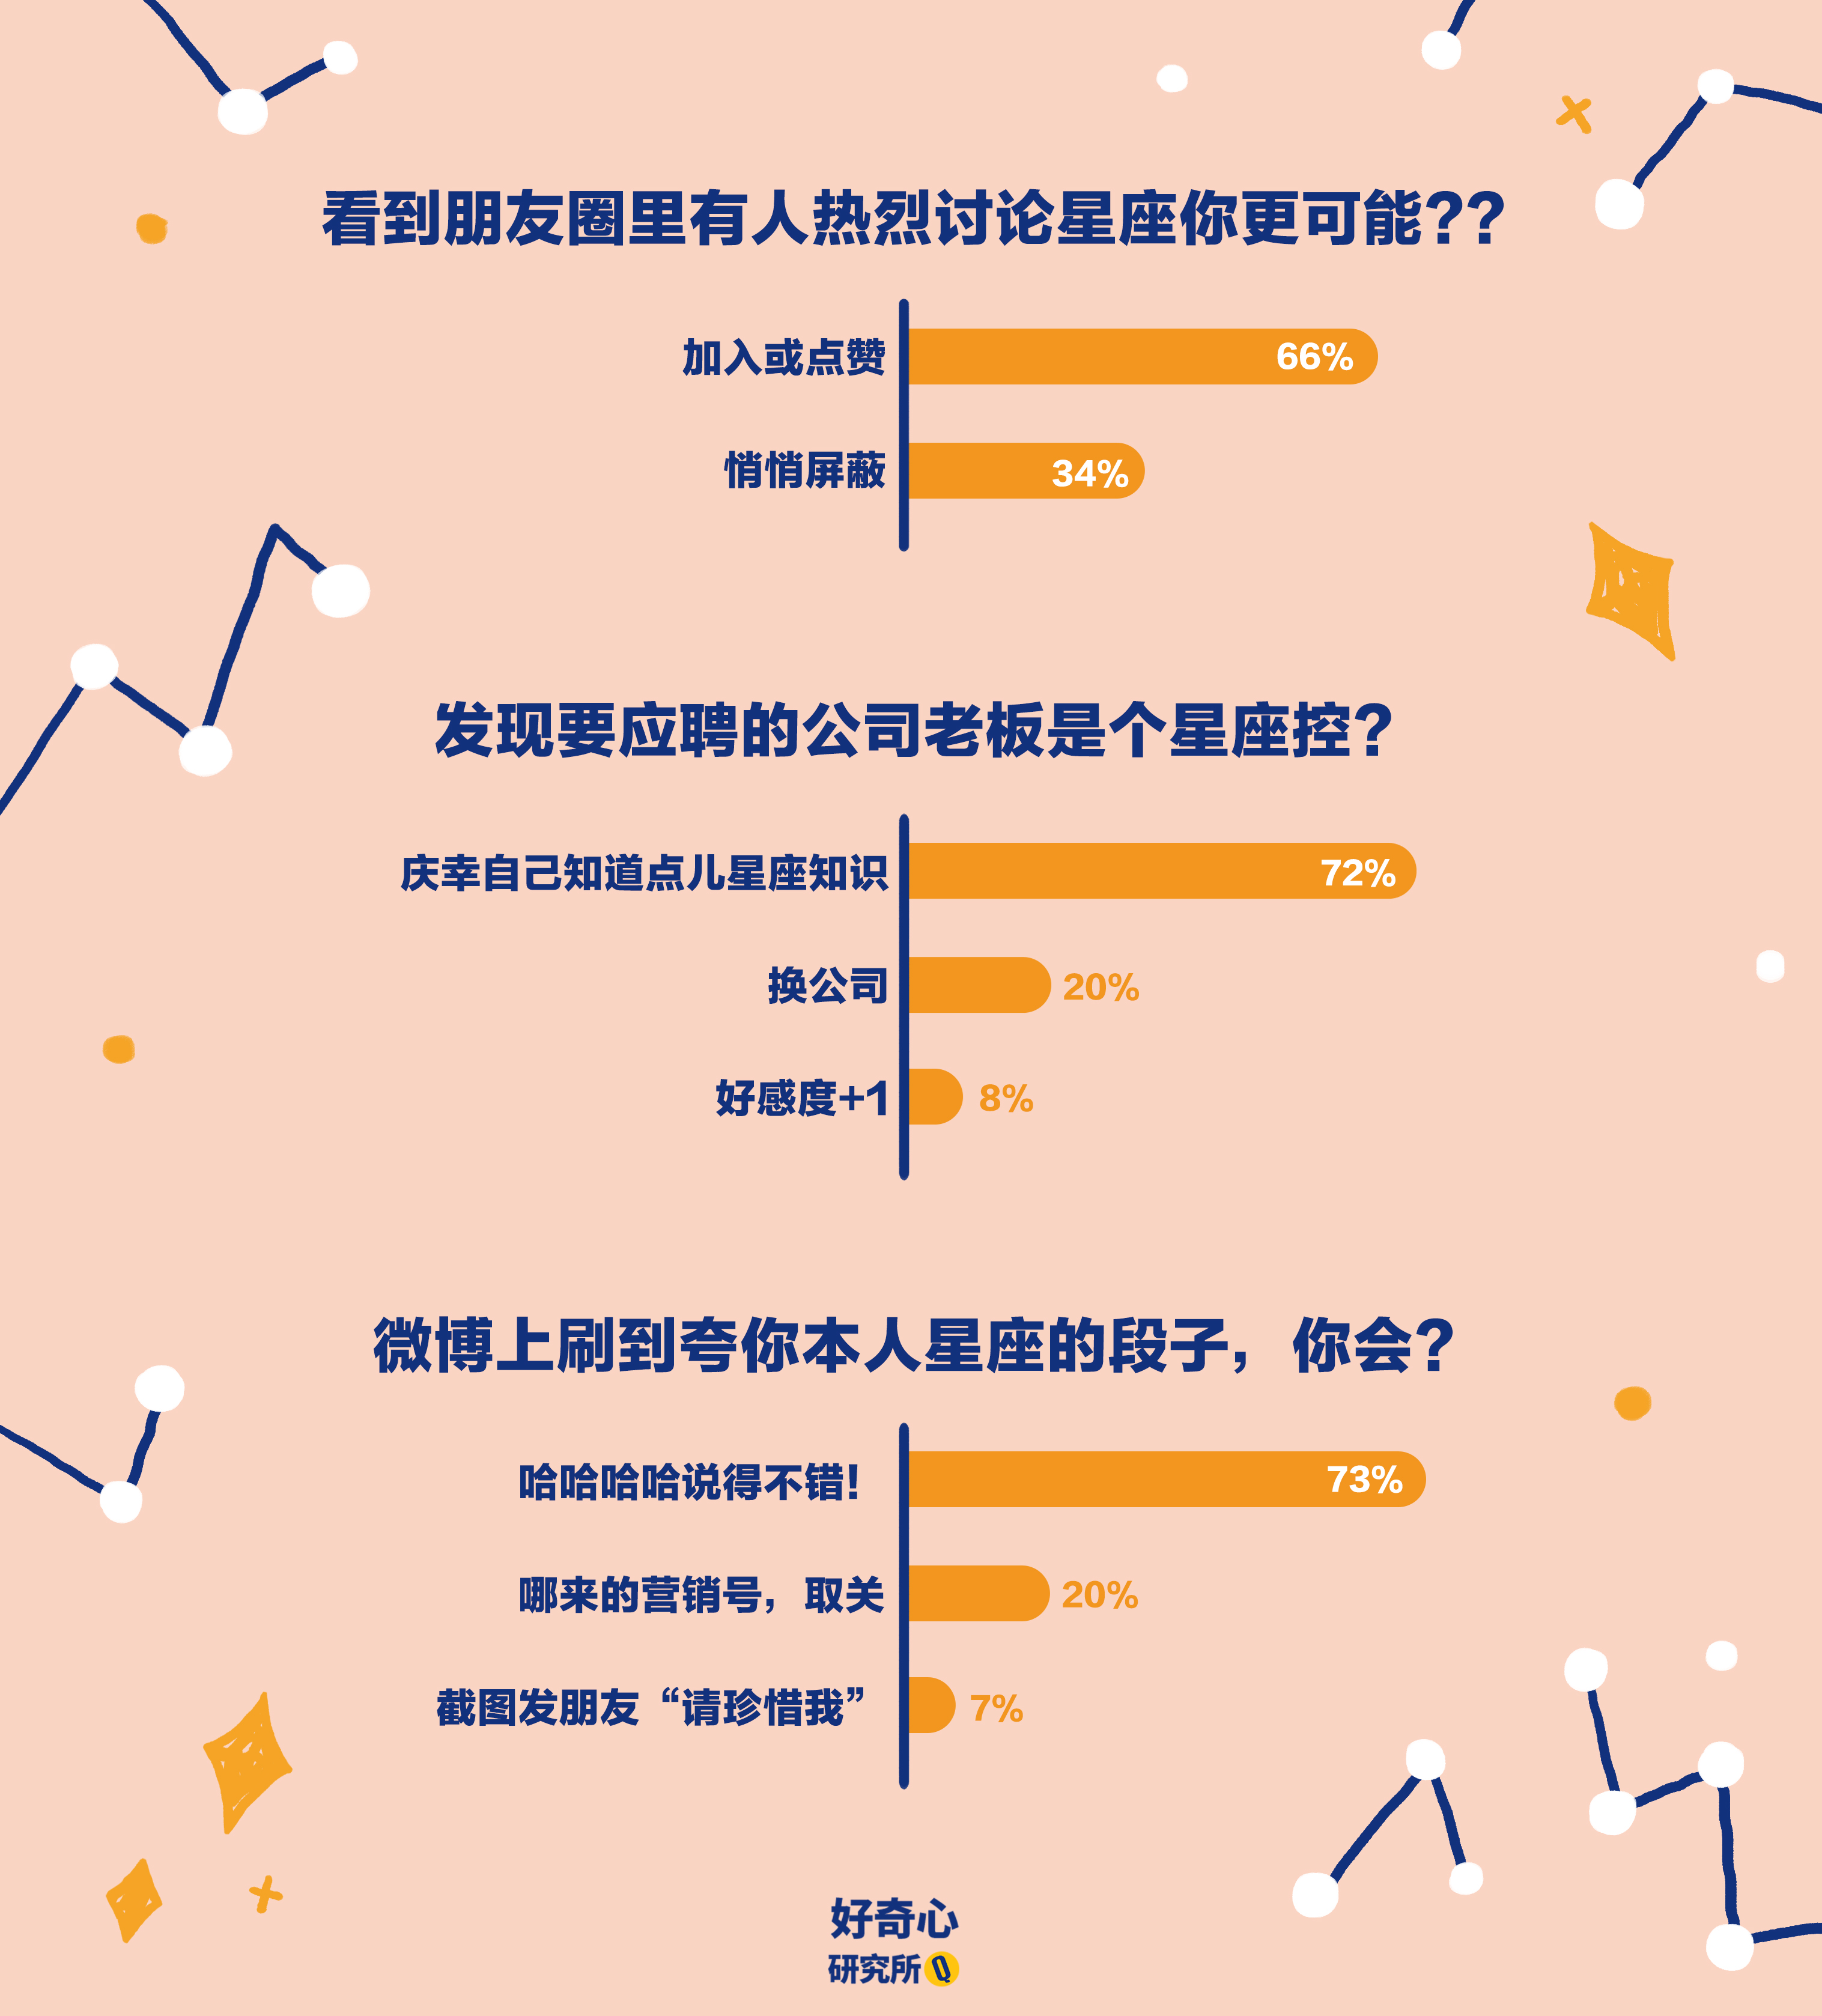 看到朋友圈里有人热烈讨论星座你更可能??
加入或点赞 66%
悄悄屏蔽 34%
发现要应聘的公司老板是个星座控?
庆幸自己知道点儿星座知识 72%
换公司 20%
好感度+1 8%
微博上刷到夸你本人星座的段子，你会?
哈哈哈哈说得不错! 73%
哪来的营销号，取关 20%
截图发朋友“请珍惜我” 7%
好奇心
研究所Q